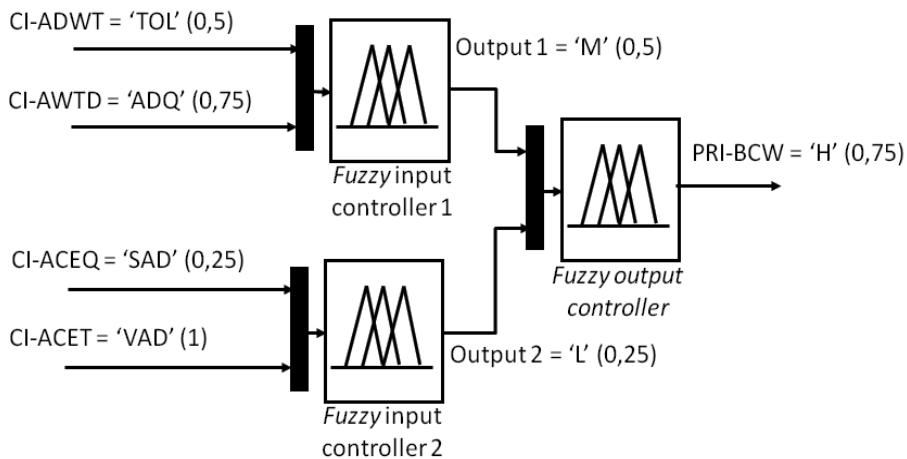 CI-ADWT = ‘TOL’ (0,5)
Output 1 = ‘M’ (0,5)
CI-AWTD = ‘ADQ’ (0,75)
Fuzzy input
controller 1
PRI-BCW = ‘H’ (0,75)
CI-ACEQ = ‘SAD’ (0,25)
Fuzzy output
controller
CI-ACET = ‘VAD’ (1)
Output 2 = ‘L’ (0,25)
Fuzzy input
controller 2